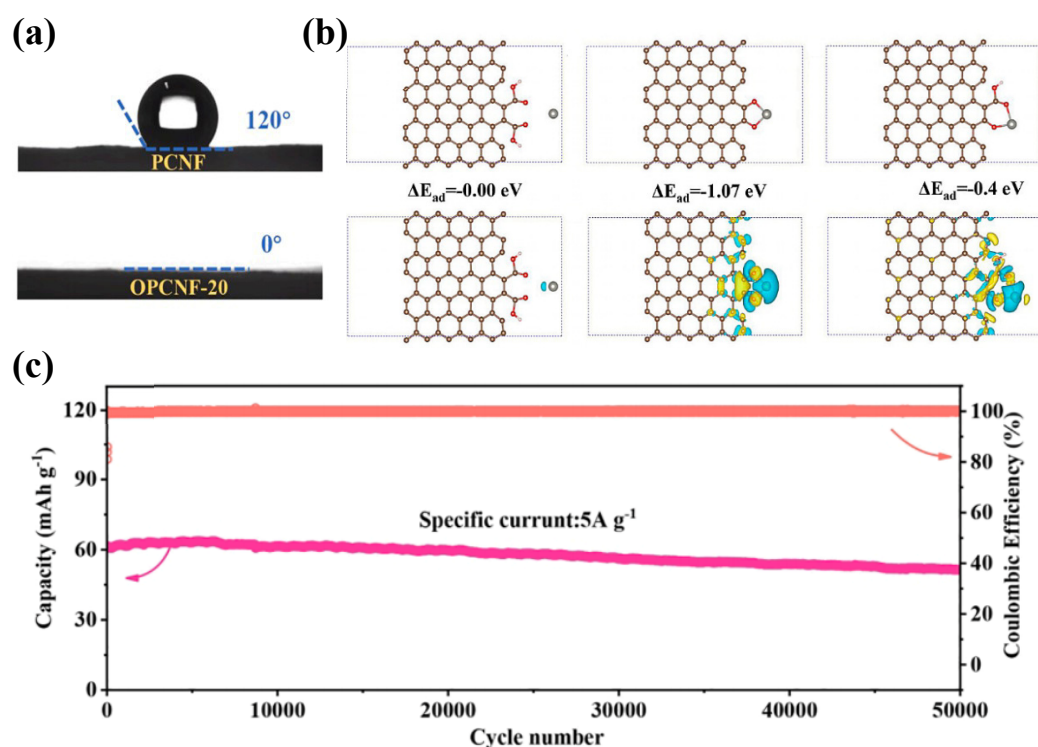 (a)
120°
PCNF
0°
OPCNF-20
(b)
ΔEad=-0.00 eV
ΔEad=-1.07 eV
ΔEad=-0.4 eV
(c)
120
90
60
30
0
Capacity (mAh g⁻¹)
Specific currunt:5A g⁻¹
100
80
60
40
20
0
Coulombic Efficiency (%)
0
10000
20000
30000
40000
50000
Cycle number